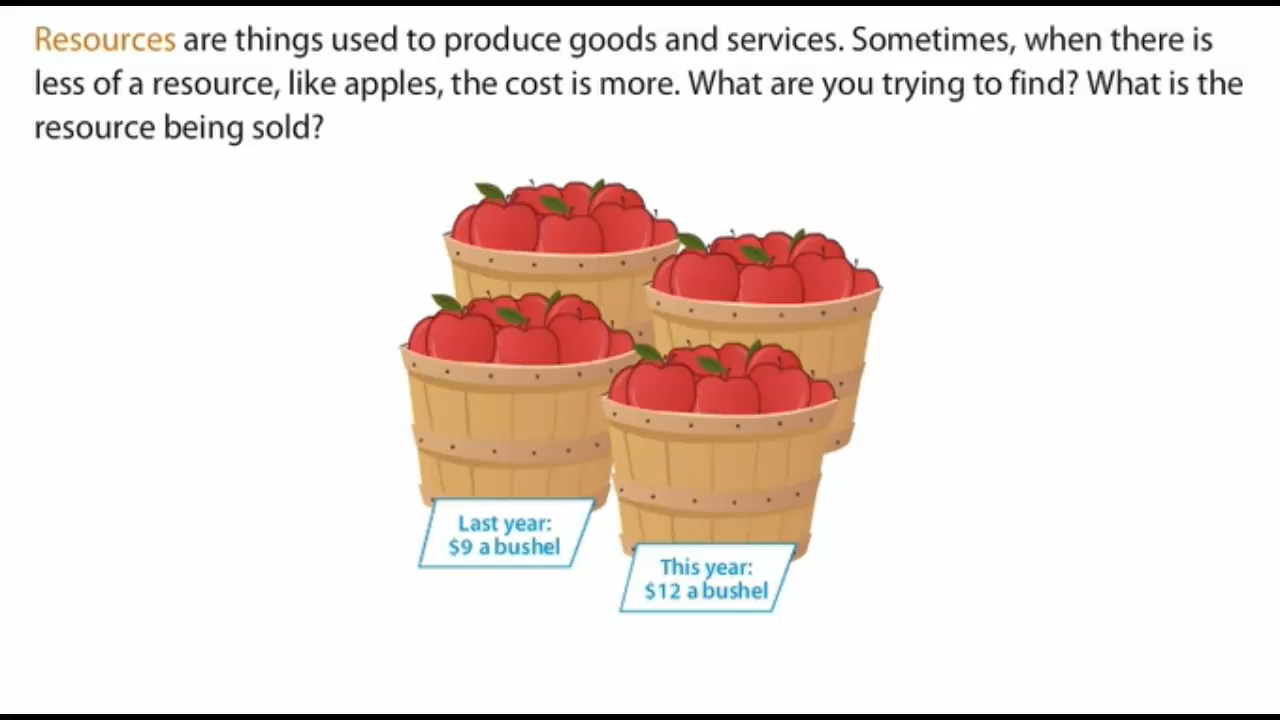 Resources are things used to produce goods and services. Sometimes, when there is
less of a resource, like apples, the cost is more. What are you trying to find? What is the
resource being sold?
Last year:
$9 a bushel
This year:
$12 a bushel